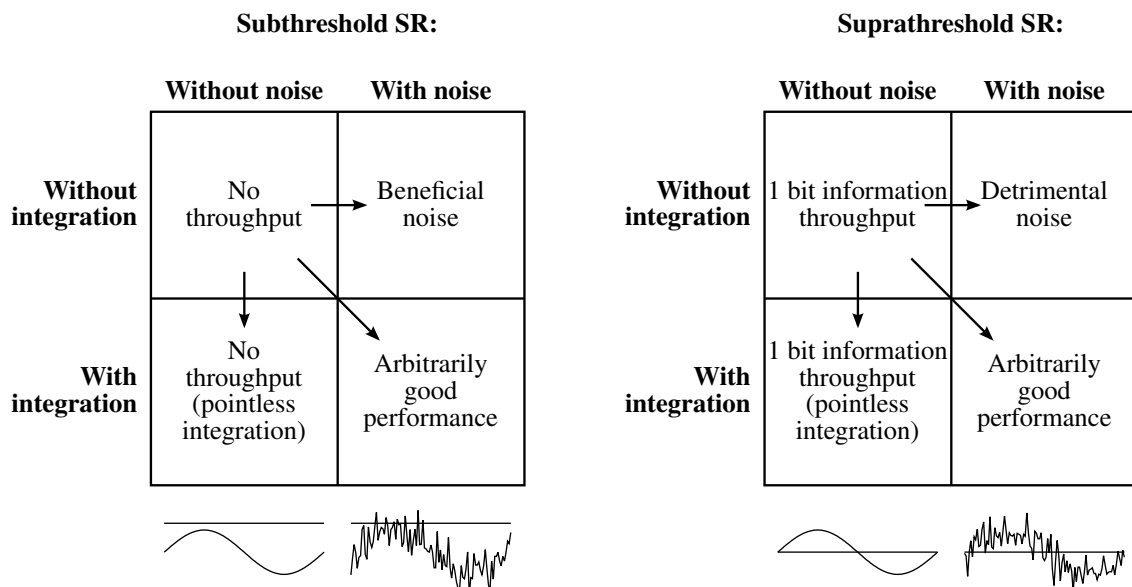 Subthreshold SR:
Without noise
With noise
Without
integration
No
throughput
Beneficial
noise
With
integration
No
throughput
(pointless
integration)
Arbitrarily
good
performance
Suprathreshold SR:
Without noise
With noise
Without
integration
1 bit information
throughput
Detrimental
noise
With
integration
1 bit information
throughput
(pointless
integration)
Arbitrarily
good
performance